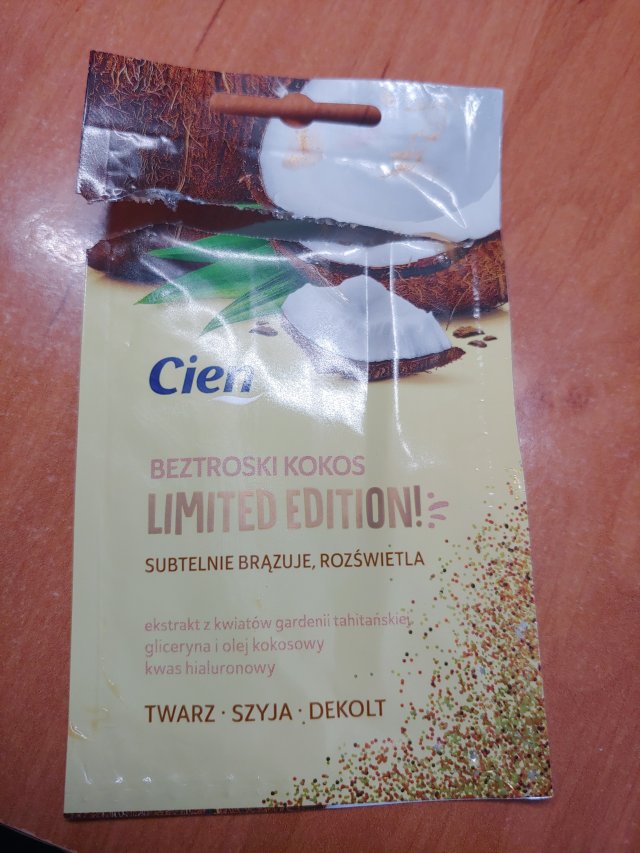 Cien
BEZTROSKI KOKOS
LIMITED EDITION!
SUBTELNIE BRĄZUJE, ROZŚWIETLA
ekstrakt z kwiatów gardenii tahitańskiej,
gliceryna i olej kokosowy
kwas hialuronowy
TWARZ · SZYJA · DEKOLT